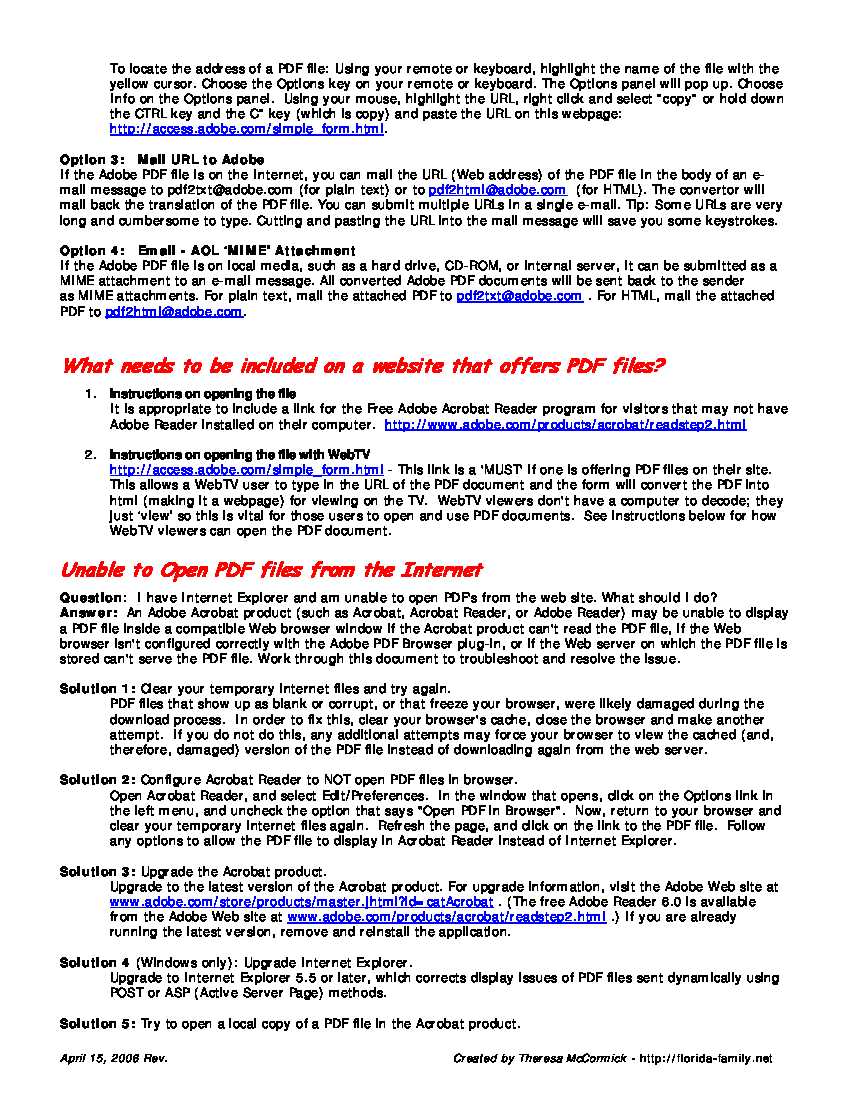 To locate the address of a PDF file: Using your remote or keyboard, highlight the name of the file with the
yellow cursor. Choose the Options key on your remote or keyboard. The Options panel will pop up. Choose
Info on the Options panel.  Using your mouse, highlight the URL, right click and select "copy" or hold down
the CTRL key and the C" key (which is copy) and paste the URL on this webpage:
http://access.adobe.com/simple_form.html.
Option 3:  Mail URL to Adobe
If the Adobe PDF file is on the Internet, you can mail the URL (Web address) of the PDF file in the body of an e-
mail message to pdf2txt@adobe.com (for plain text) or to pdf2html@adobe.com  (for HTML). The convertor will
mail back the translation of the PDF file. You can submit multiple URLs in a single e-mail. Tip: Some URLs are very
long and cumbersome to type. Cutting and pasting the URL into the mail message will save you some keystrokes.
Option 4:  Email - AOL 'MIME' Attachment
If the Adobe PDF file is on local media, such as a hard drive, CD-ROM, or internal server, it can be submitted as a
MIME attachment to an e-mail message. All converted Adobe PDF documents will be sent back to the sender
as MIME attachments. For plain text, mail the attached PDF to pdf2txt@adobe.com . For HTML, mail the attached
PDF to pdf2html@adobe.com.
What needs to be included on a website that offers PDF files?
1. Instructions on opening the file
It is appropriate to include a link for the Free Adobe Acrobat Reader program for visitors that may not have
Adobe Reader installed on their computer.  http://www.adobe.com/products/acrobat/readstep2.html
2. Instructions on opening the file with WebTV
http://access.adobe.com/simple_form.html - This link is a 'MUST' if one is offering PDF files on their site.
This allows a WebTV user to type in the URL of the PDF document and the form will convert the PDF into
html (making it a webpage) for viewing on the TV.  WebTV viewers don't have a computer to decode; they
just 'view' so this is vital for those users to open and use PDF documents.  See instructions below for how
WebTV viewers can open the PDF document.
Unable to Open PDF files from the Internet
Question:  I have Internet Explorer and am unable to open PDF's from the web site. What should I do?
Answer:  An Adobe Acrobat product (such as Acrobat, Acrobat Reader, or Adobe Reader) may be unable to display
a PDF file inside a compatible Web browser window if the Acrobat product can't read the PDF file, if the Web
browser isn't configured correctly with the Adobe PDF Browser plug-in, or if the Web server on which the PDF file is
stored can't serve the PDF file. Work through this document to troubleshoot and resolve the issue.
Solution 1: Clear your temporary Internet files and try again.
PDF files that show up as blank or corrupt, or that freeze your browser, were likely damaged during the
download process.  In order to fix this, clear your browser's cache, close the browser and make another
attempt.  If you do not do this, any additional attempts may force your browser to view the cached (and,
therefore, damaged) version of the PDF file instead of downloading again from the web server.
Solution 2: Configure Acrobat Reader to NOT open PDF files in browser.
Open Acrobat Reader, and select Edit/Preferences.  In the window that opens, click on the Options link in
the left menu, and uncheck the option that says "Open PDF in Browser".  Now, return to your browser and
clear your temporary Internet files again.  Refresh the page, and click on the link to the PDF file.  Follow
any options to allow the PDF file to display in Acrobat Reader instead of Internet Explorer.
Solution 3: Upgrade the Acrobat product.
Upgrade to the latest version of the Acrobat product. For upgrade information, visit the Adobe Web site at
www.adobe.com/store/products/master.jhtml?id=catAcrobat . (The free Adobe Reader 6.0 is available
from the Adobe Web site at www.adobe.com/products/acrobat/readstep2.html .) If you are already
running the latest version, remove and reinstall the application.
Solution 4 (Windows only): Upgrade Internet Explorer.
Upgrade to Internet Explorer 5.5 or later, which corrects display issues of PDF files sent dynamically using
POST or ASP (Active Server Page) methods.
Solution 5: Try to open a local copy of a PDF file in the Acrobat product.
April 15, 2006 Rev. Created by Theresa McCormick - http://florida-family.net